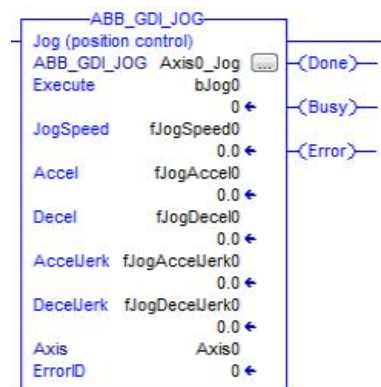 ABB_GDI_JOG
Jog (position control)
ABB_GDI_JOG Axis0_Jog ...
(Done)
Execute bJog0
0
(Busy)
JogSpeed fJogSpeed0
0.0
(Error)
Accel fJogAccel0
0.0
Decel fJogDecel0
0.0
AccelJerk fJogAccelJerk0
0.0
DecelJerk fJogDecelJerk0
0.0
Axis Axis0
ErrorID 0